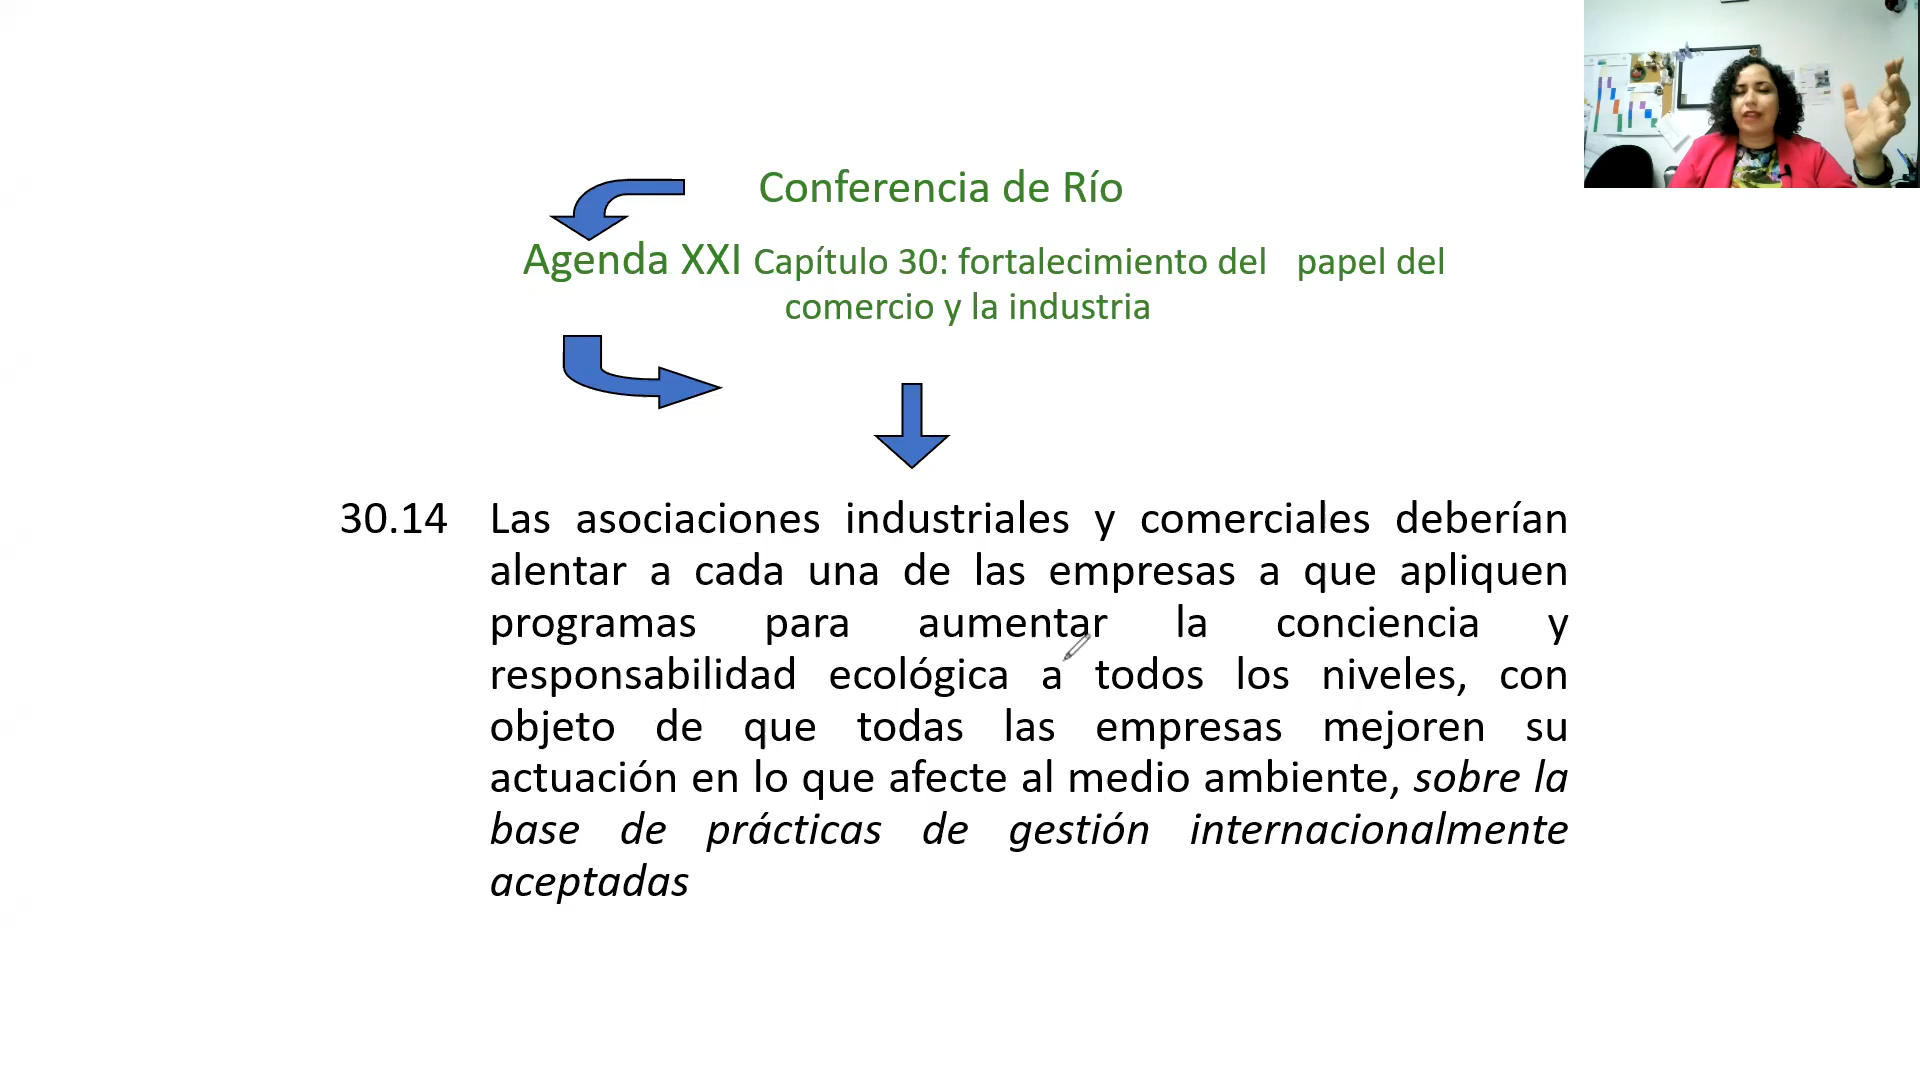 Conferencia de Río
Agenda XXI Capítulo 30: fortalecimiento del papel del
comercio y la industria
30.14 Las asociaciones industriales y comerciales deberían
alentar a cada una de las empresas a que apliquen
programas para aumentar la conciencia y
responsabilidad ecológica a todos los niveles, con
objeto de que todas las empresas mejoren su
actuación en lo que afecte al medio ambiente, sobre la
base de prácticas de gestión internacionalmente
aceptadas